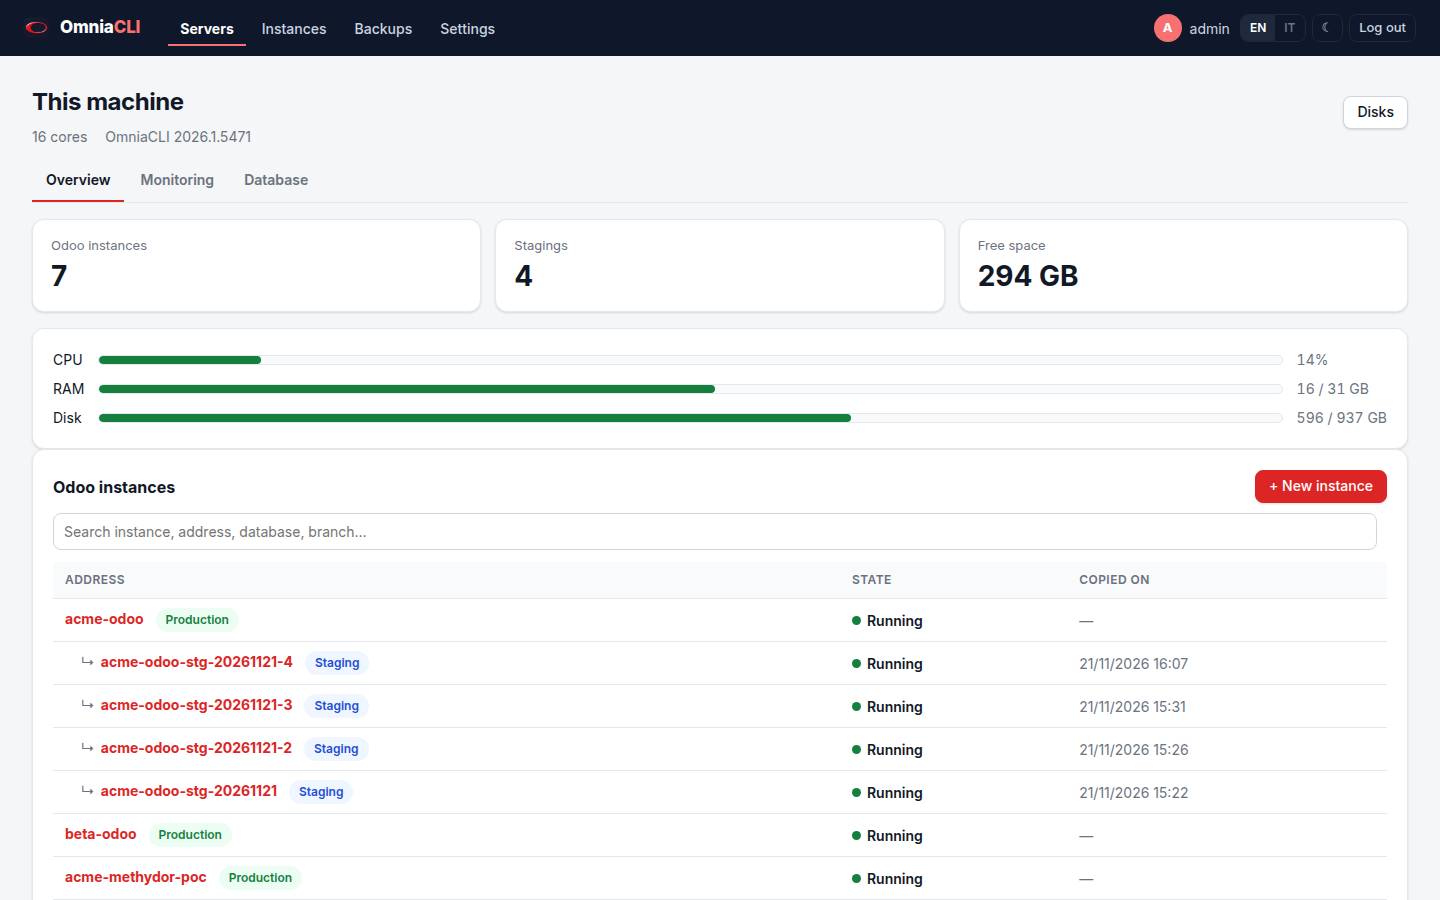 OmniaCLI Servers Instances Backups Settings A admin EN IT Log out
This machine
Disks
16 cores OmniaCLI 2026.1.5471
Overview Monitoring Database
Odoo instances Stagings Free space
7 4 294 GB
CPU 14%
RAM 16 / 31 GB
Disk 596 / 937 GB
Odoo instances + New instance
Search instance, address, database, branch...
ADDRESS STATE COPIED ON
acme-odoo Production Running —
↳ acme-odoo-stg-20261121-4 Staging Running 21/11/2026 16:07
↳ acme-odoo-stg-20261121-3 Staging Running 21/11/2026 15:31
↳ acme-odoo-stg-20261121-2 Staging Running 21/11/2026 15:26
↳ acme-odoo-stg-20261121 Staging Running 21/11/2026 15:22
beta-odoo Production Running —
acme-methydor-poc Production Running —